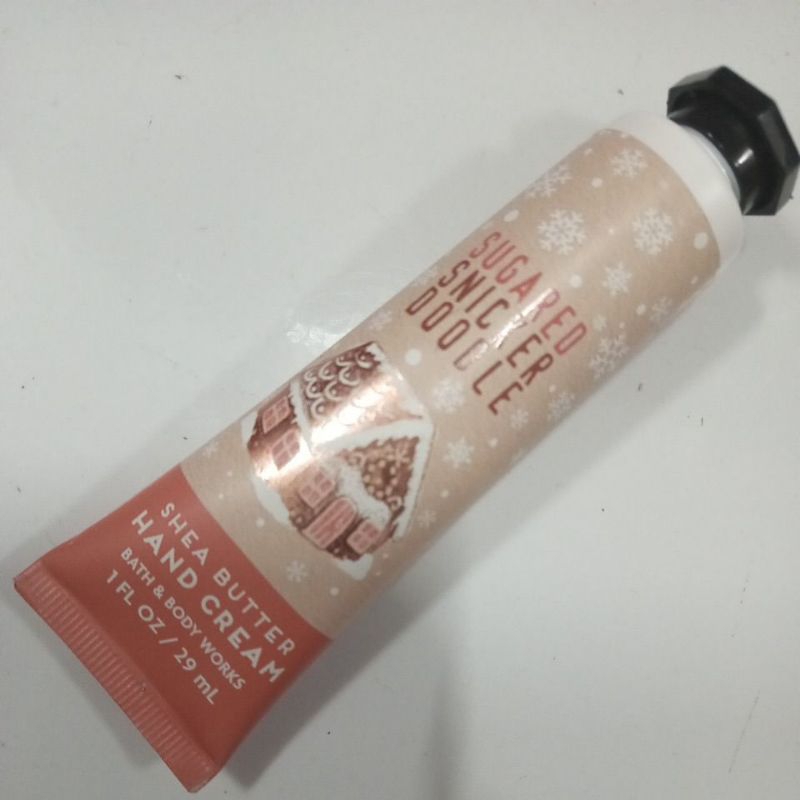 SUGARED
SNICKER
DOODLE
SHEA BUTTER
HAND CREAM
BATH & BODY WORKS
1 FL OZ / 29 mL